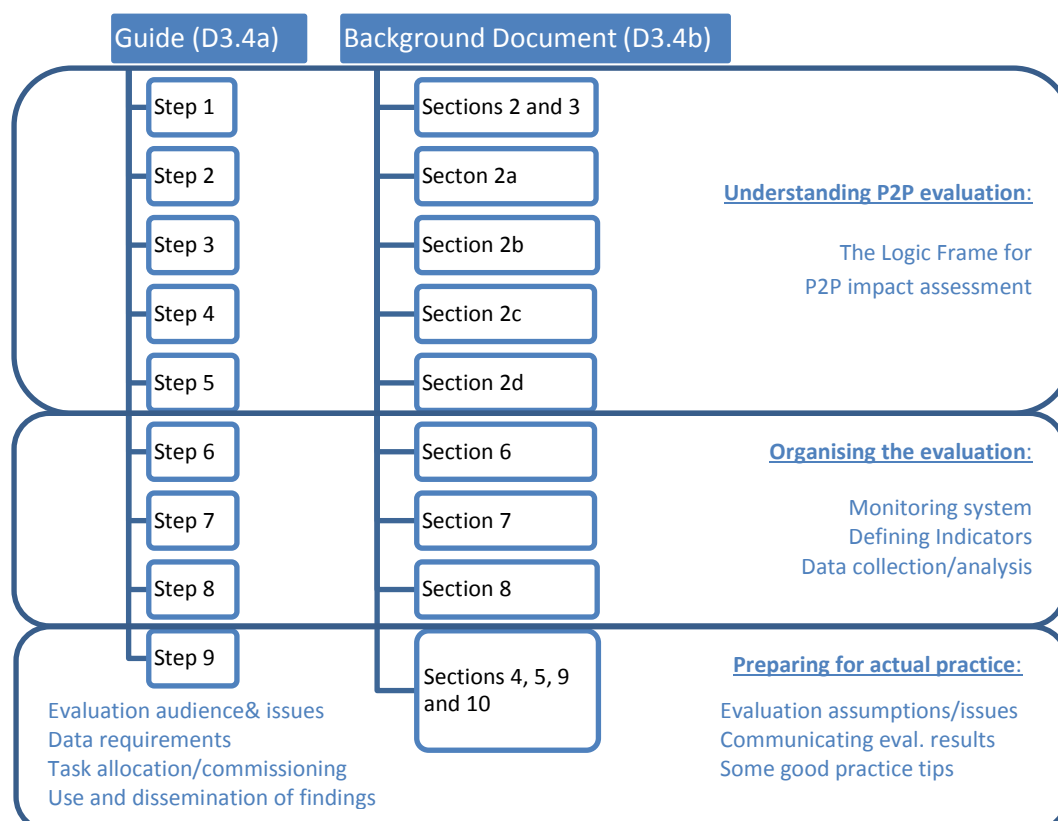 Guide (D3.4a)
Background Document (D3.4b)
Step 1
Sections 2 and 3
Step 2
Secton 2a
Step 3
Section 2b
Step 4
Section 2c
Step 5
Section 2d
Understanding P2P evaluation:
The Logic Frame for
P2P impact assessment
Step 6
Section 6
Step 7
Section 7
Step 8
Section 8
Organising the evaluation:
Monitoring system
Defining Indicators
Data collection/analysis
Step 9
Sections 4, 5, 9
and 10
Evaluation audience& issues
Data requirements
Task allocation/commissioning
Use and dissemination of findings
Preparing for actual practice:
Evaluation assumptions/issues
Communicating eval. results
Some good practice tips